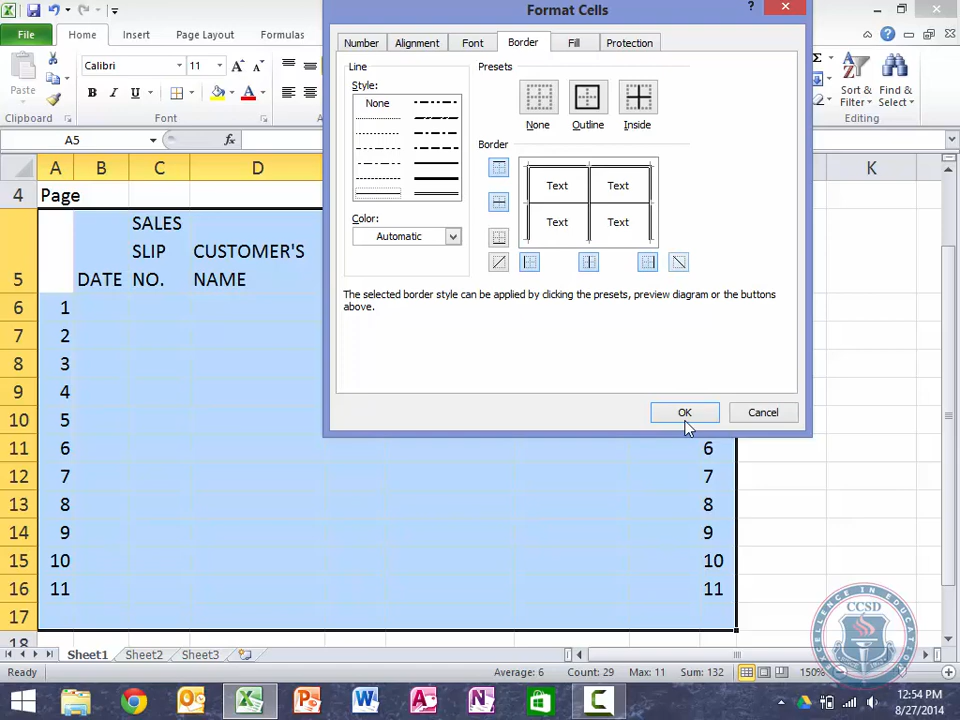 Format Cells
?
File Home Insert Page Layout Formulas
Number Alignment Font Border Fill Protection
Paste
Clipboard
Calibri 11
B I U
Font
Sort & Filter
Find & Select
Editing
A5
fx
Line
Style:
None
Color:
Automatic
Presets
None Outline Inside
Border
Text Text
Text Text
The selected border style can be applied by clicking the presets, preview diagram or the buttons
above.
OK Cancel
A B C D K
4 Page
SALES
SLIP CUSTOMER'S
5 DATE NO. NAME
6 1
7 2
8 3
9 4
10 5
11 6 6
12 7 7
13 8 8
14 9 9
15 10 10
16 11 11
17
18
Sheet1 Sheet2 Sheet3
Ready Average: 6 Count: 29 Max: 11 Sum: 132 150%
EXCELLENCE IN EDUCATION
CCSD
12:54 PM
8/27/2014